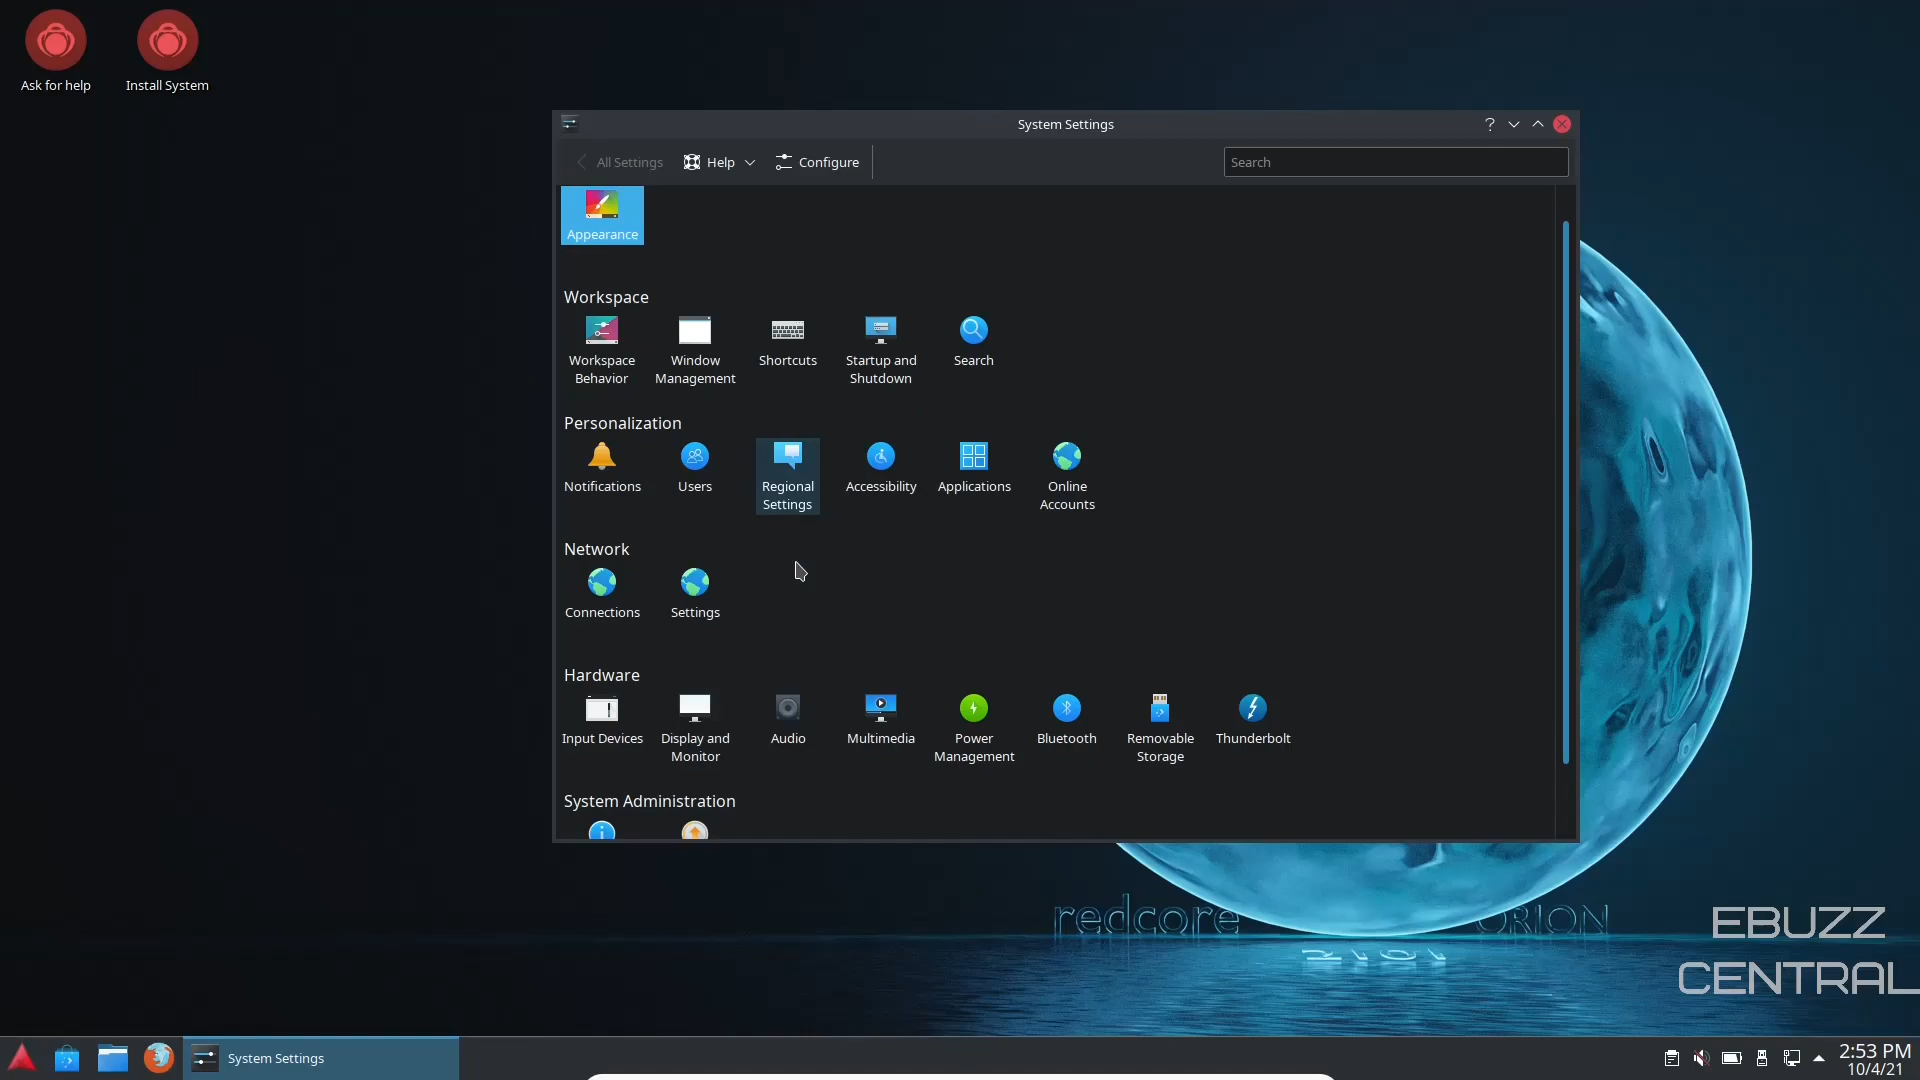 Ask for help
Install System
System Settings
All Settings
Help
Configure
Search
Appearance
Workspace
Workspace Behavior
Window Management
Shortcuts
Startup and Shutdown
Search
Personalization
Notifications
Users
Regional Settings
Accessibility
Applications
Online Accounts
Network
Connections
Settings
Hardware
Input Devices
Display and Monitor
Audio
Multimedia
Power Management
Bluetooth
Removable Storage
Thunderbolt
System Administration
redcore
ORION
2101
EBUZZ
CENTRAL
System Settings
2:53 PM
10/4/21